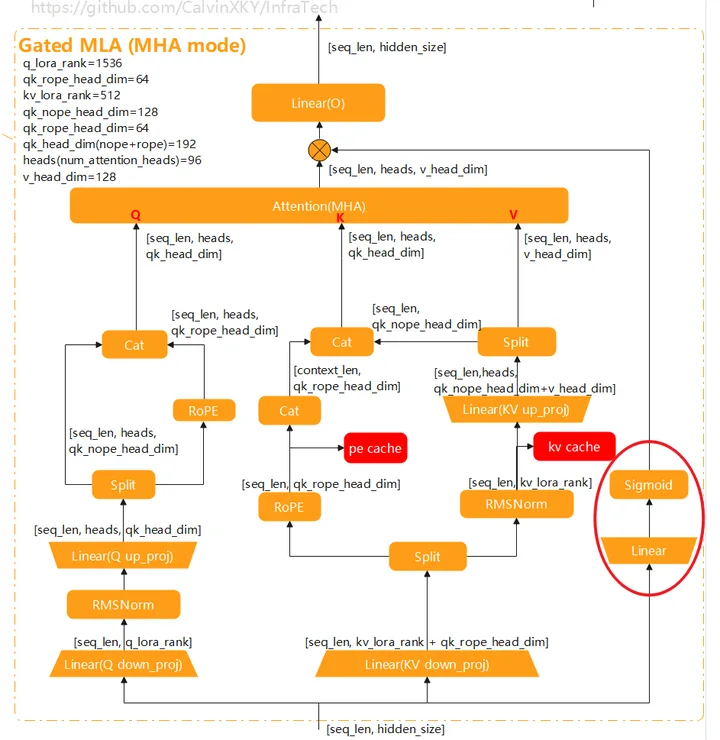 https://github.com/CalvinXKY/InfraTech
Gated MLA (MHA mode)
q_lora_rank=1536
qk_rope_head_dim=64
kv_lora_rank=512
qk_nope_head_dim=128
qk_rope_head_dim=64
qk_head_dim(nope+rope)=192
heads(num_attention_heads)=96
v_head_dim=128
[seq_len, hidden_size]
Linear(O)
[seq_len, heads, v_head_dim]
Attention(MHA)
Q
K
V
[seq_len, heads,
qk_head_dim]
[seq_len, heads,
qk_head_dim]
[seq_len, heads,
v_head_dim]
[seq_len, heads,
qk_rope_head_dim]
[seq_len,
qk_nope_head_dim]
Cat
Cat
Split
[context_len,
qk_rope_head_dim]
[seq_len,heads,
qk_nope_head_dim+v_head_dim]
RoPE
Cat
Linear(KV up_proj)
[seq_len, heads,
qk_nope_head_dim]
pe cache
kv cache
Split
[seq_len, qk_rope_head_dim]
[seq_len, kv_lora_rank]
Sigmoid
RoPE
RMSNorm
[seq_len, heads, qk_head_dim]
Linear(Q up_proj)
Split
Linear
RMSNorm
[seq_len, q_lora_rank]
[seq_len, kv_lora_rank + qk_rope_head_dim]
Linear(Q down_proj)
Linear(KV down_proj)
[seq_len, hidden_size]